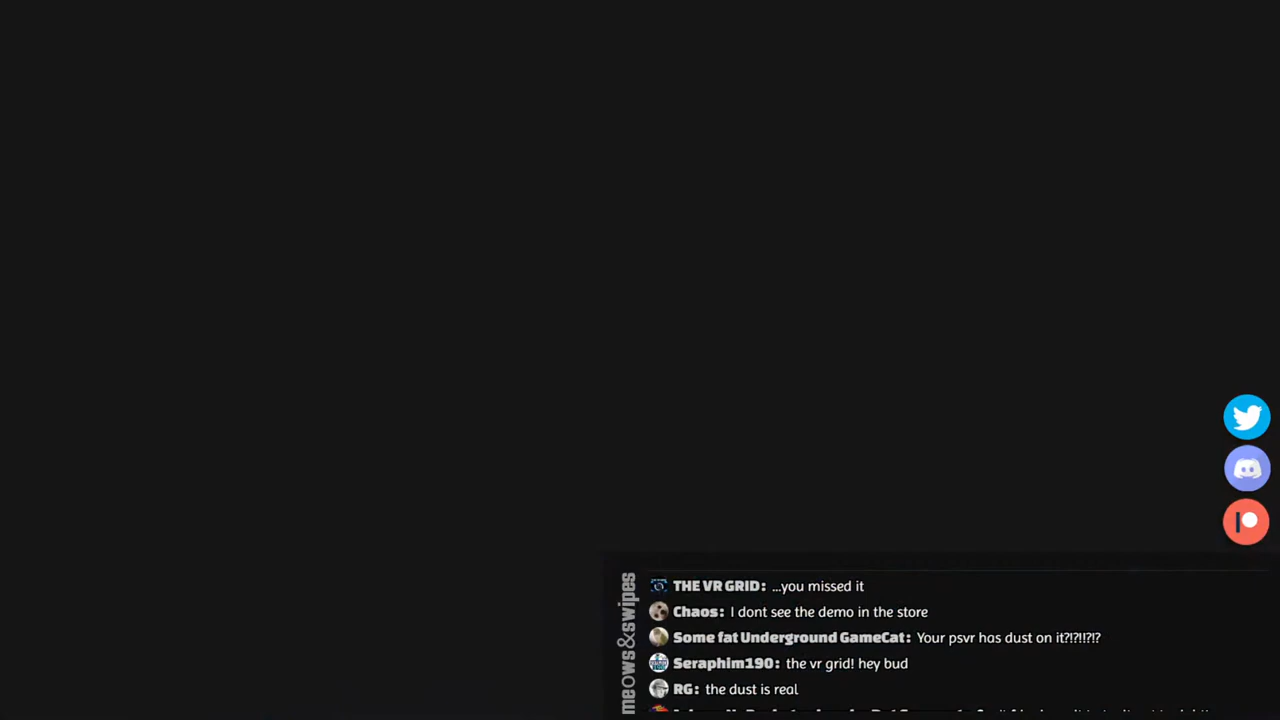 meows&swipes
THE VR GRID: ...you missed it
Chaos: I dont see the demo in the store
Some fat Underground GameCat: Your psvr has dust on it?!?!!?!?
Seraphim190: the vr grid! hey bud
RG: the dust is real